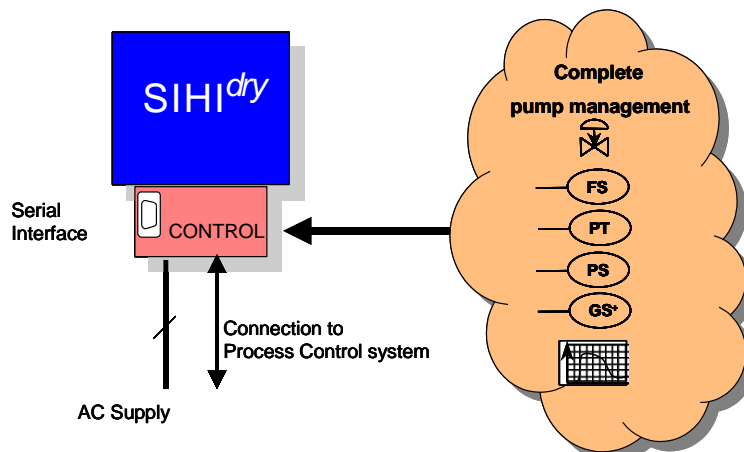 SIHIdry
Serial
Interface
CONTROL
Connection to
Process Control system
AC Supply
Complete
pump management
FS
PT
PS
GS+